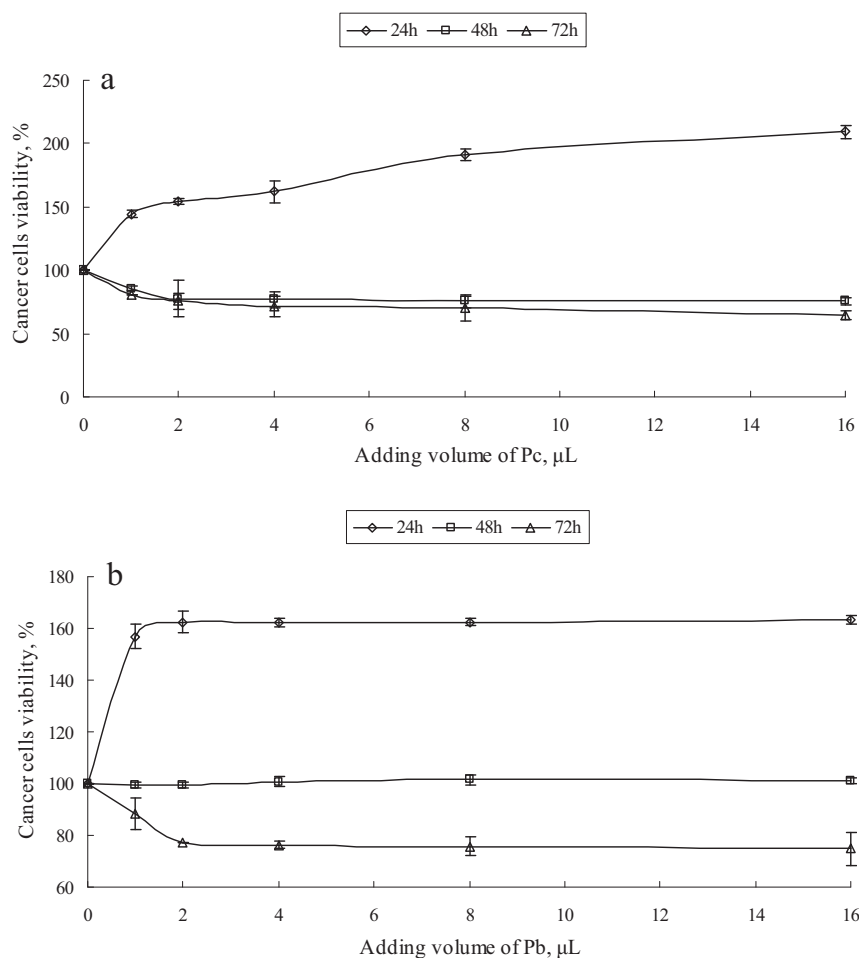 24h 48h 72h
a
250
200
150
100
50
0
0 2 4 6 8 10 12 14 16
Cancer cells viability, %
Adding volume of Pc, μL
24h 48h 72h
b
180
160
140
120
100
80
60
0 2 4 6 8 10 12 14 16
Cancer cells viability, %
Adding volume of Pb, μL